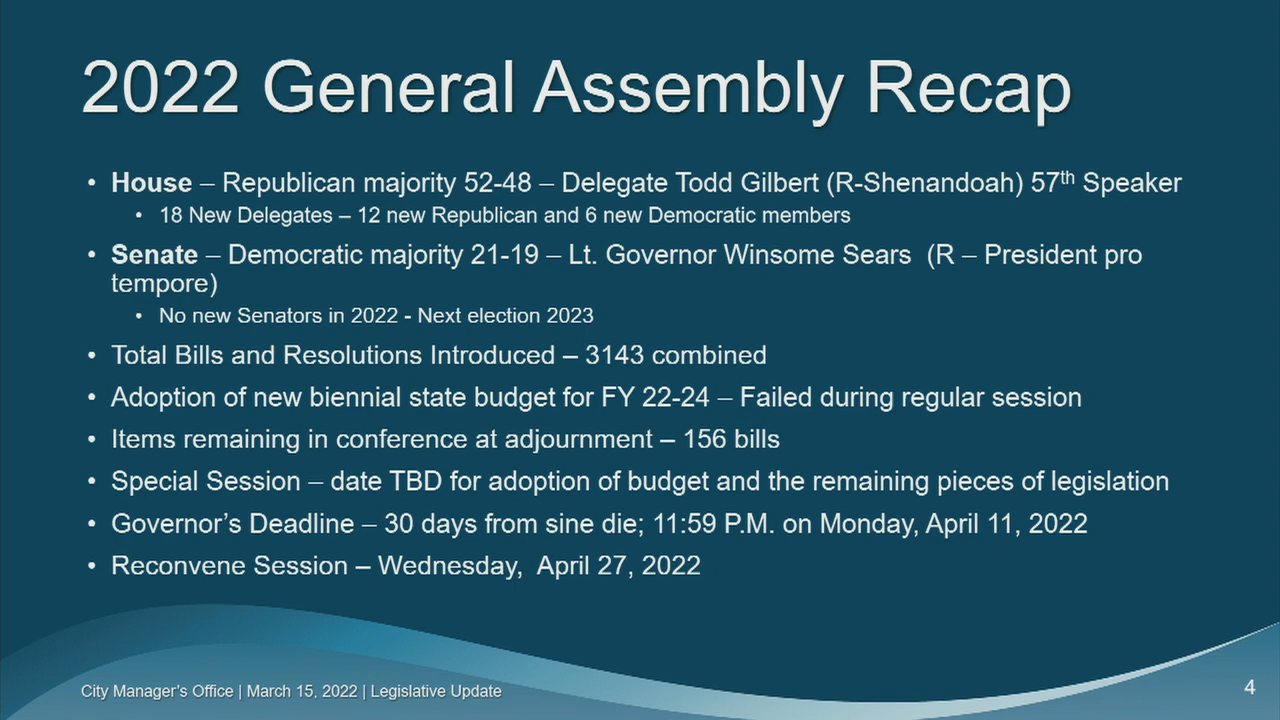 2022 General Assembly Recap
• House – Republican majority 52-48 – Delegate Todd Gilbert (R-Shenandoah) 57th Speaker
• 18 New Delegates – 12 new Republican and 6 new Democratic members
• Senate – Democratic majority 21-19 – Lt. Governor Winsome Sears  (R – President pro
tempore)
• No new Senators in 2022 - Next election 2023
• Total Bills and Resolutions Introduced – 3143 combined
• Adoption of new biennial state budget for FY 22-24 – Failed during regular session
• Items remaining in conference at adjournment – 156 bills
• Special Session – date TBD for adoption of budget and the remaining pieces of legislation
• Governor’s Deadline – 30 days from sine die; 11:59 P.M. on Monday, April 11, 2022
• Reconvene Session – Wednesday,  April 27, 2022
City Manager’s Office | March 15, 2022 | Legislative Update
4